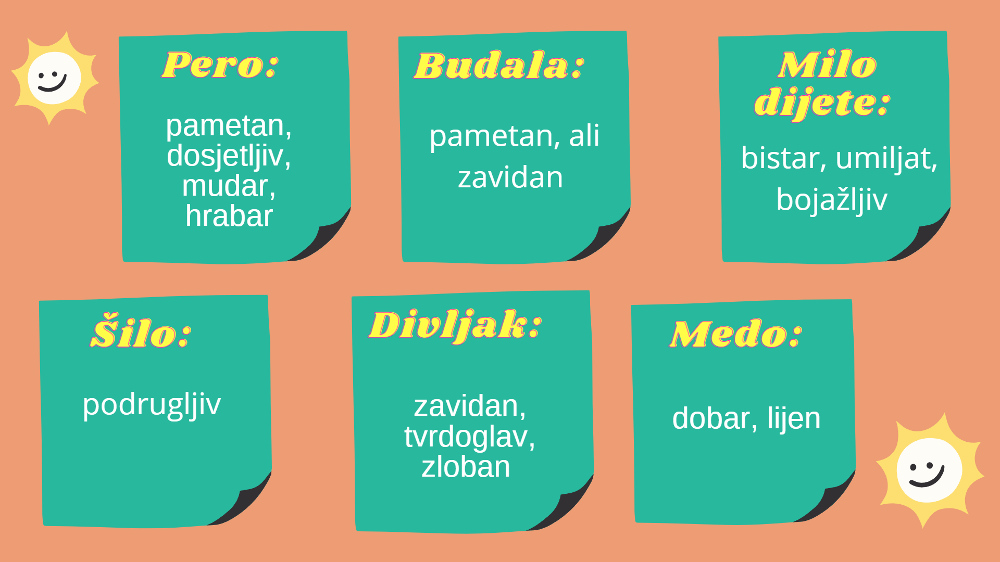 Pero:
pametan,
dosjetljiv,
mudar,
hrabar
Budala:
pametan, ali
zavidan
Milo
dijete:
bistar, umiljat,
bojažljiv
Šilo:
podrugljiv
Divljak:
zavidan,
tvrdoglav,
zloban
Medo:
dobar, lijen